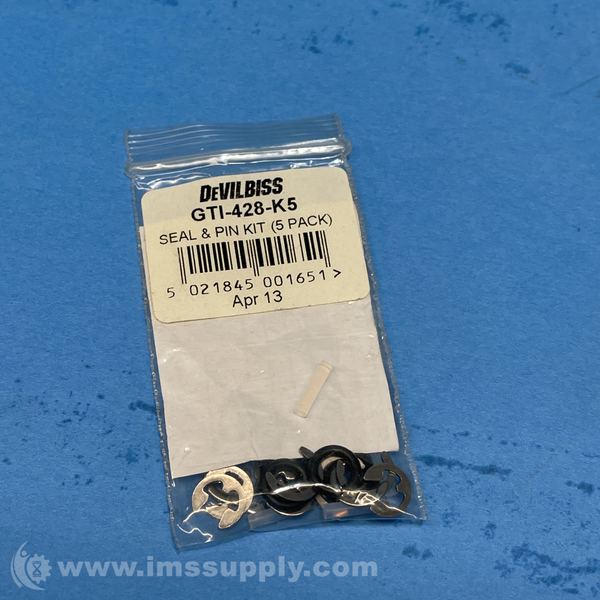 DEVILBISS
GTI-428-K5
SEAL & PIN KIT (5 PACK)
5 021845 001651 >
Apr 13
www.imssupply.com